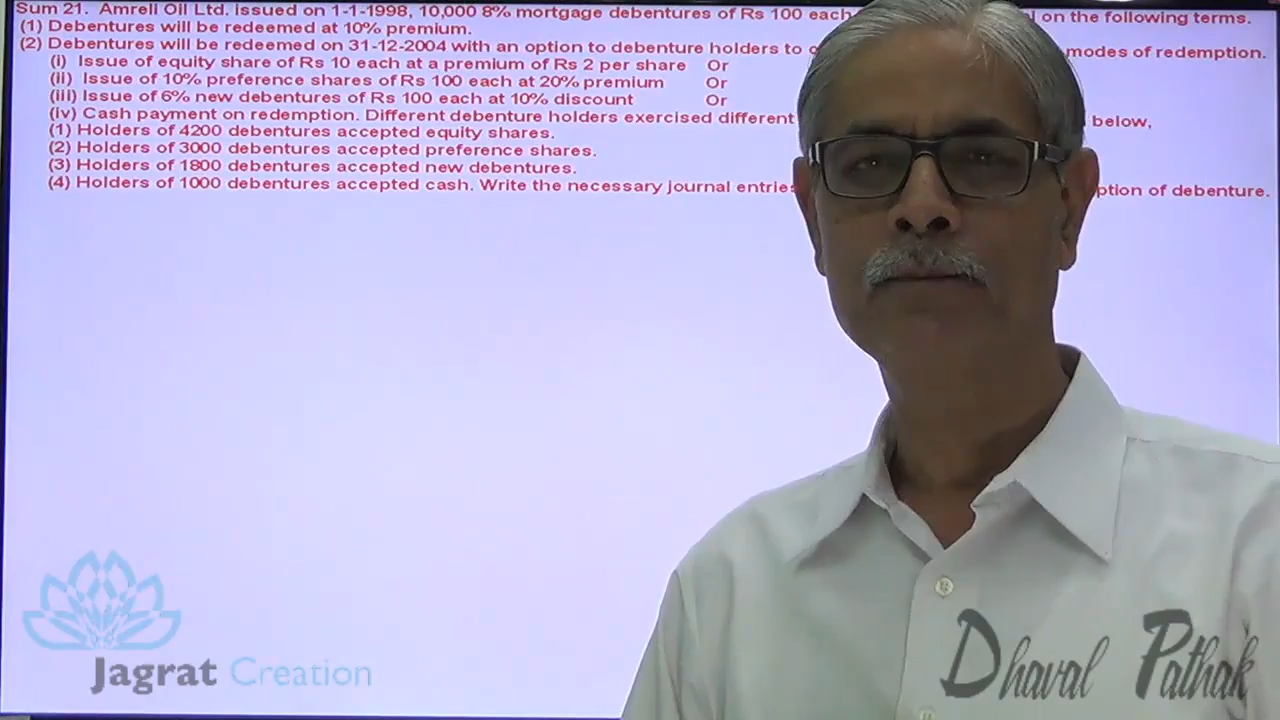 Sum 21. Amrell Oil Ltd. issued on 1-1-1998, 10,000 8% mortgage debentures of Rs 100 each on the following terms.
(1) Debentures will be redeemed at 10% premium.
(2) Debentures will be redeemed on 31-12-2004 with an option to debenture holders to modes of redemption.
(i) Issue of equity share of Rs 10 each at a premium of Rs 2 per share Or
(ii) Issue of 10% preference shares of Rs 100 each at 20% premium Or
(iii) Issue of 6% new debentures of Rs 100 each at 10% discount Or
(iv) Cash payment on redemption. Different debenture holders exercised different below,
(1) Holders of 4200 debentures accepted equity shares.
(2) Holders of 3000 debentures accepted preference shares.
(3) Holders of 1800 debentures accepted new debentures.
(4) Holders of 1000 debentures accepted cash. Write the necessary journal entries ption of debenture.
Jagrat Creation
Dhaval Pathak